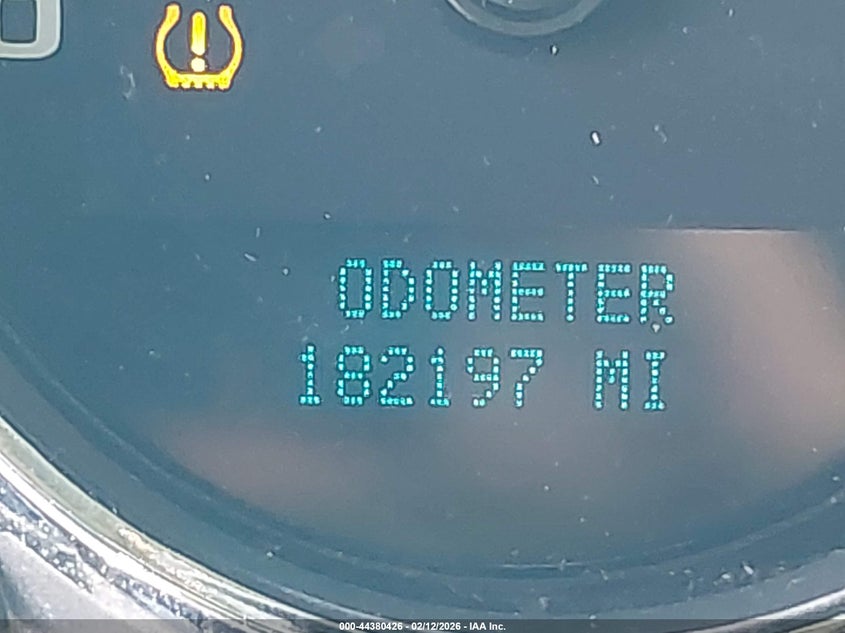 ODOMETER
182197 MI
000-44380426 - 02/12/2026 - IAA Inc.